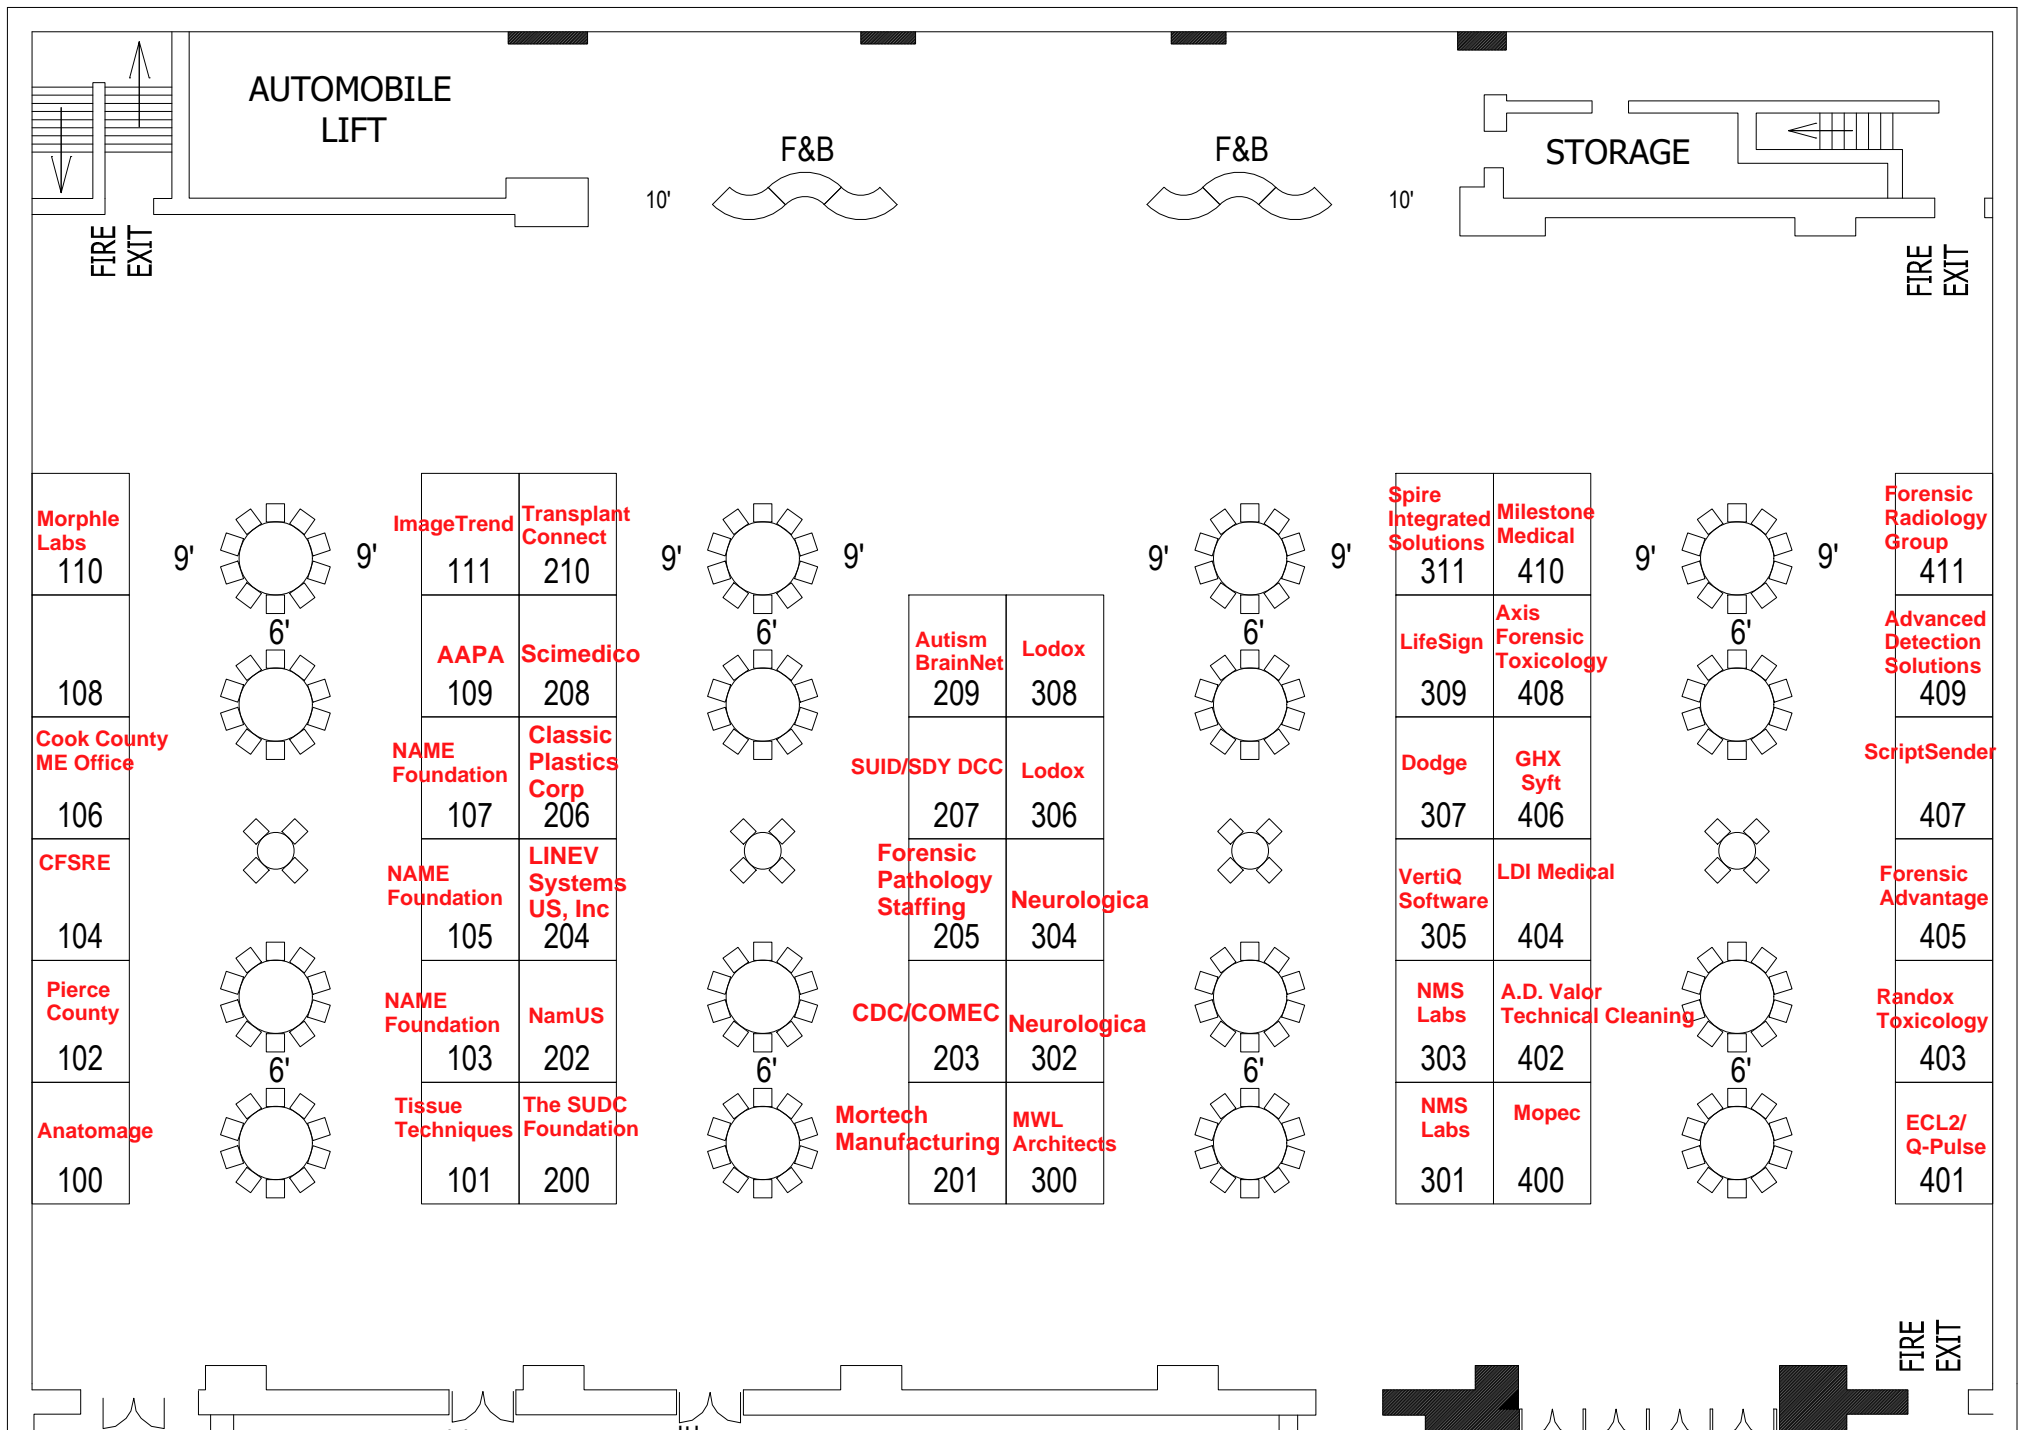 AUTOMOBILE
LIFT
F&B
F&B
STORAGE
10'
10'
FIRE
EXIT
FIRE
EXIT
Morphle
Labs
110
9'
9'
ImageTrend
111
Transplant
Connect
210
9'
9'
9'
9'
Spire
Integrated
Solutions
311
Milestone
Medical
410
9'
9'
Forensic
Radiology
Group
411
6'
6'
6'
6'
108
AAPA
109
Scimedico
208
Autism
BrainNet
209
Lodox
308
LifeSign
309
Axis
Forensic
Toxicology
408
Advanced
Detection
Solutions
409
Cook County
ME Office
106
NAME
Foundation
107
Classic
Plastics
Corp
206
SUID/SDY DCC
207
Lodox
306
Dodge
307
GHX
Syft
406
ScriptSender
407
CFSRE
104
NAME
Foundation
105
LINEV
Systems
US, Inc
204
Forensic
Pathology
Staffing
205
Neurologica
304
VertiQ
Software
305
LDI Medical
404
Forensic
Advantage
405
Pierce
County
102
NAME
Foundation
103
NamUS
202
CDC/COMEC
203
Neurologica
302
NMS
Labs
303
A.D. Valor
Technical Cleaning
402
Randox
Toxicology
403
6'
6'
6'
6'
Anatomage
100
Tissue
Techniques
101
The SUDC
Foundation
200
Mortech
Manufacturing
201
MWL
Architects
300
NMS
Labs
301
Mopec
400
ECL2/
Q-Pulse
401
FIRE
EXIT